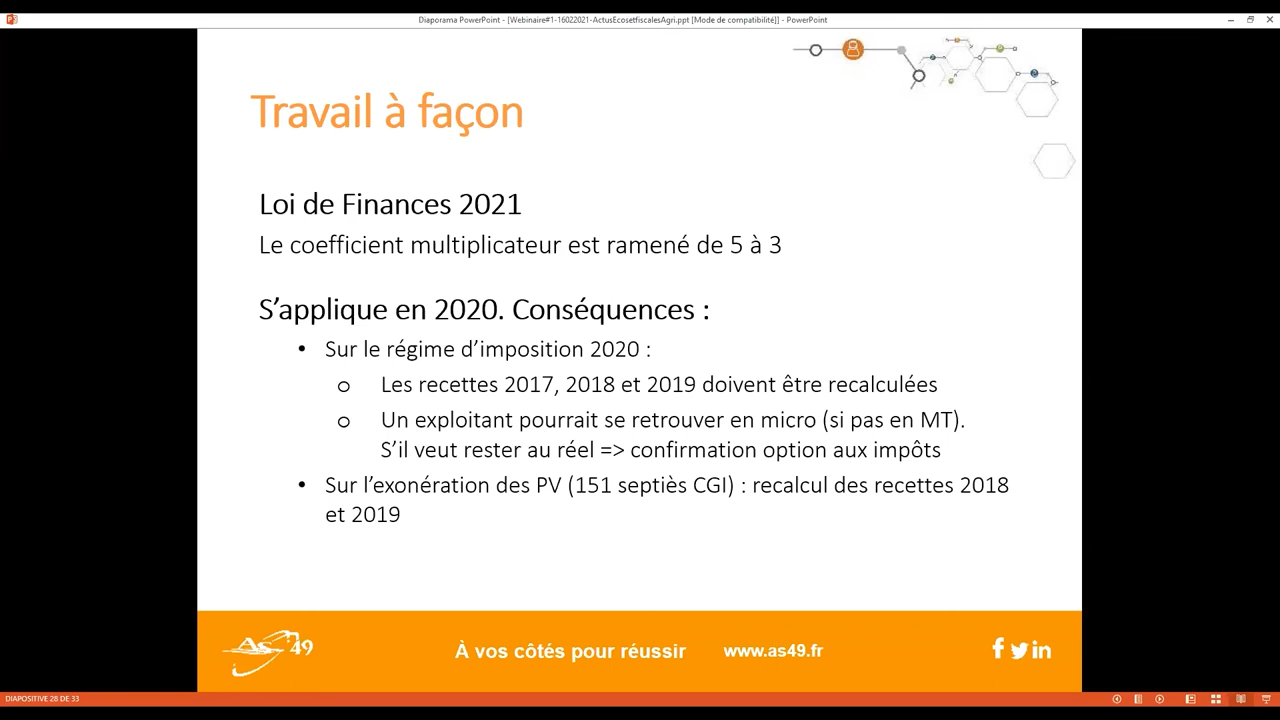 Diaporama PowerPoint - [Webinaire#1-16022021-ActusEcosetfiscalesAgri.ppt [Mode de compatibilité]] - PowerPoint
Travail à façon
Loi de Finances 2021
Le coefficient multiplicateur est ramené de 5 à 3
S’applique en 2020. Conséquences :
• Sur le régime d’imposition 2020 :
o Les recettes 2017, 2018 et 2019 doivent être recalculées
o Un exploitant pourrait se retrouver en micro (si pas en MT).
S’il veut rester au réel => confirmation option aux impôts
• Sur l’exonération des PV (151 septiès CGI) : recalcul des recettes 2018
et 2019
As 49
À vos côtés pour réussir
www.as49.fr
DIAPOSITIVE 28 DE 33